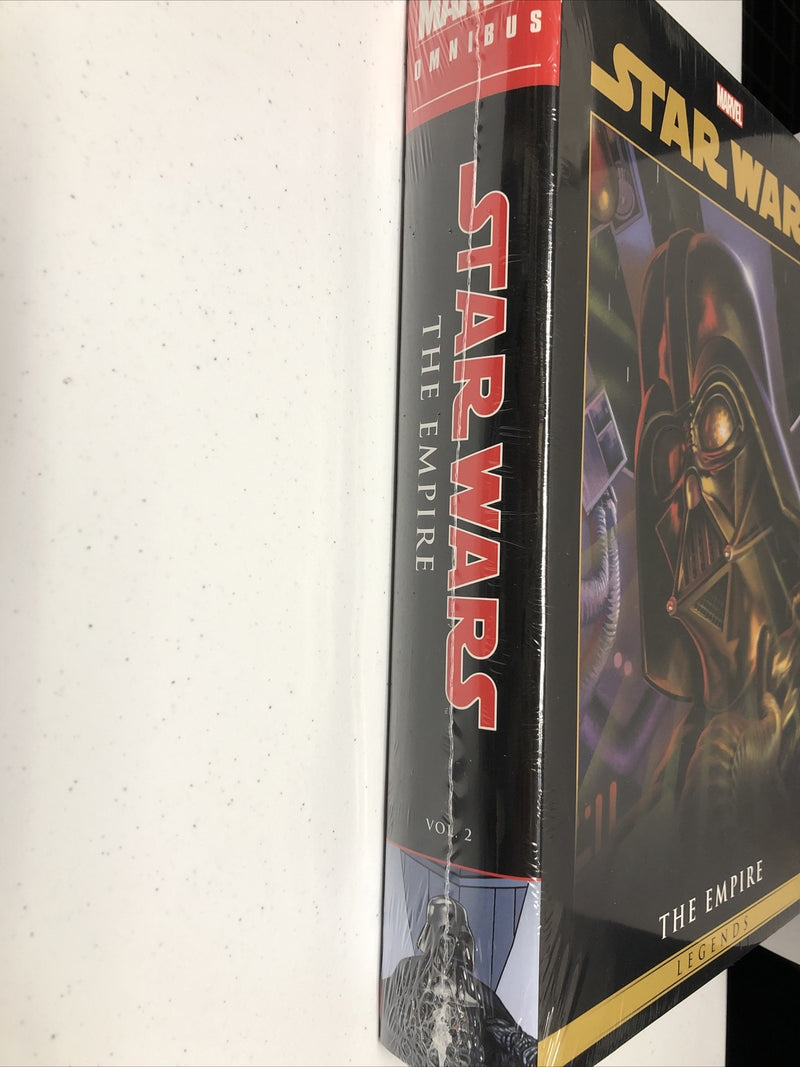 MARVEL
OMNIBUS
STAR WARS
THE EMPIRE
VOL. 2
MARVEL
STAR WARS
THE EMPIRE
LEGENDS